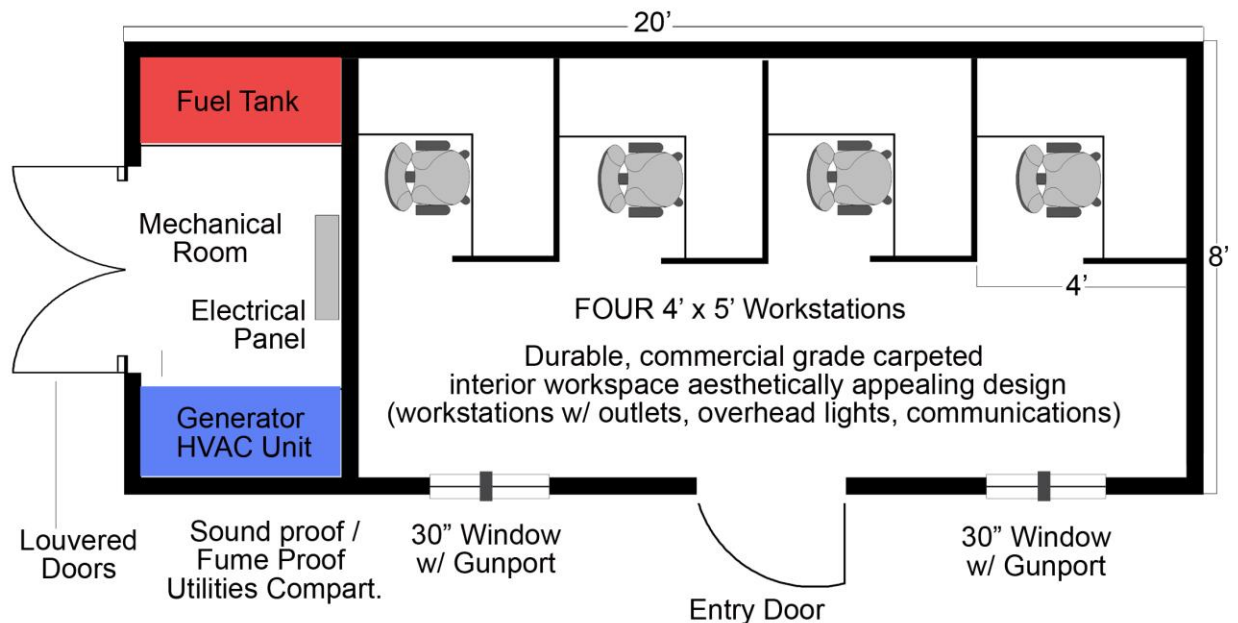 20’
Fuel Tank
8’
Mechanical
Room
Electrical
Panel
4’
FOUR 4’ x 5’ Workstations
Durable, commercial grade carpeted
interior workspace aesthetically appealing design
(workstations w/ outlets, overhead lights, communications)
Generator
HVAC Unit
Louvered
Doors
Sound proof /
Fume Proof
Utilities Compart.
30” Window
w/ Gunport
Entry Door
30” Window
w/ Gunport